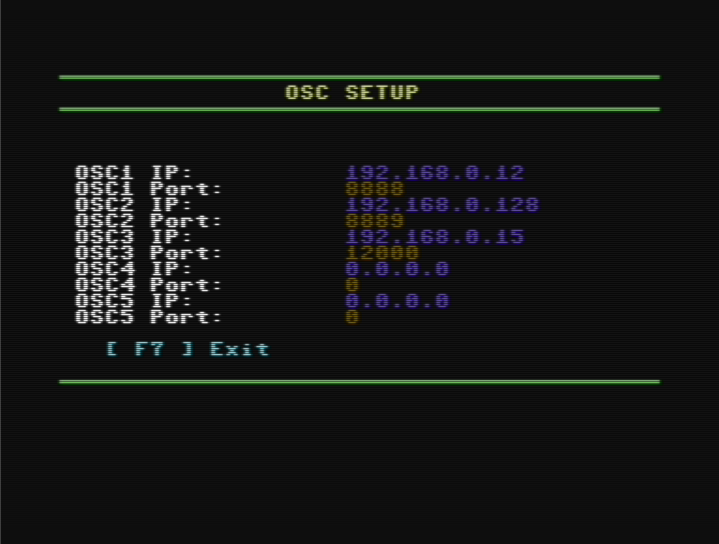 OSC SETUP
OSC1 IP: 192.168.0.12
OSC1 Port: 8888
OSC2 IP: 192.168.0.128
OSC2 Port: 8889
OSC3 IP: 192.168.0.15
OSC3 Port: 12000
OSC4 IP: 0.0.0.0
OSC4 Port: 0
OSC5 IP: 0.0.0.0
OSC5 Port: 0
[ F7 ] Exit